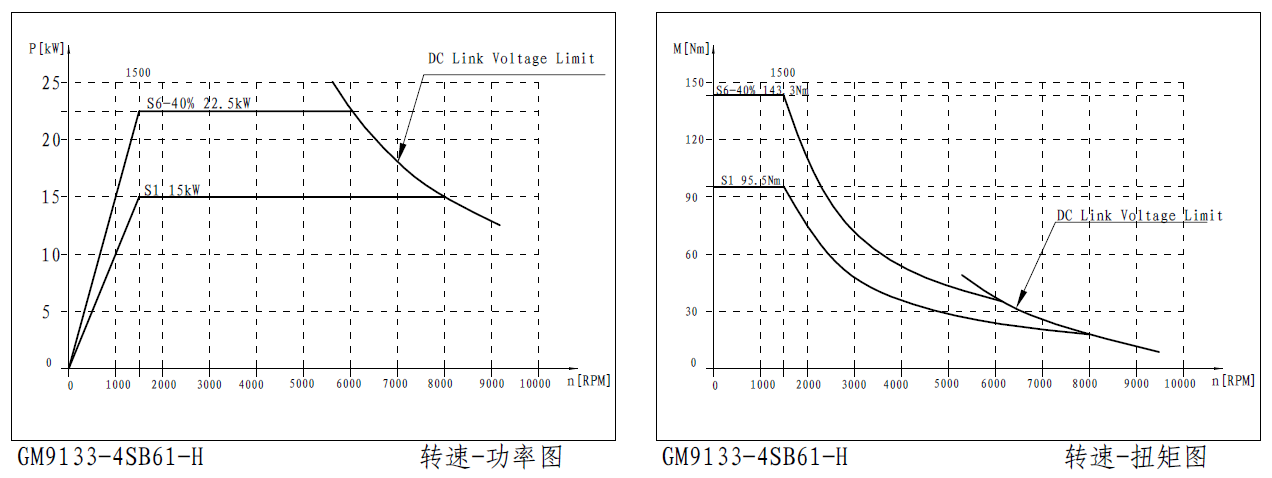 P[kW]
DC Link Voltage Limit
1500
25
S6-40% 22.5kW
20
S1 15kW
15
10
5
0
0 1000 2000 3000 4000 5000 6000 7000 8000 9000 10000 n[RPM]
GM9133-4SB61-H 转速-功率图
M[Nm]
1500
150
S6-40% 143.3Nm
120
S1 95.5Nm
90
DC Link Voltage Limit
60
30
0
0 1000 2000 3000 4000 5000 6000 7000 8000 9000 10000 n[RPM]
GM9133-4SB61-H 转速-扭矩图